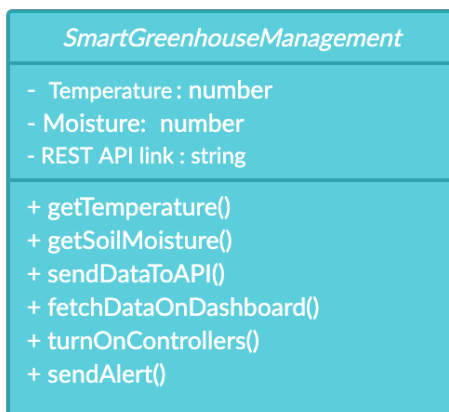 SmartGreenhouseManagement
- Temperature : number
- Moisture: number
- REST API link : string
+ getTemperature()
+ getSoilMoisture()
+ sendDataToAPI()
+ fetchDataOnDashboard()
+ turnOnControllers()
+ sendAlert()